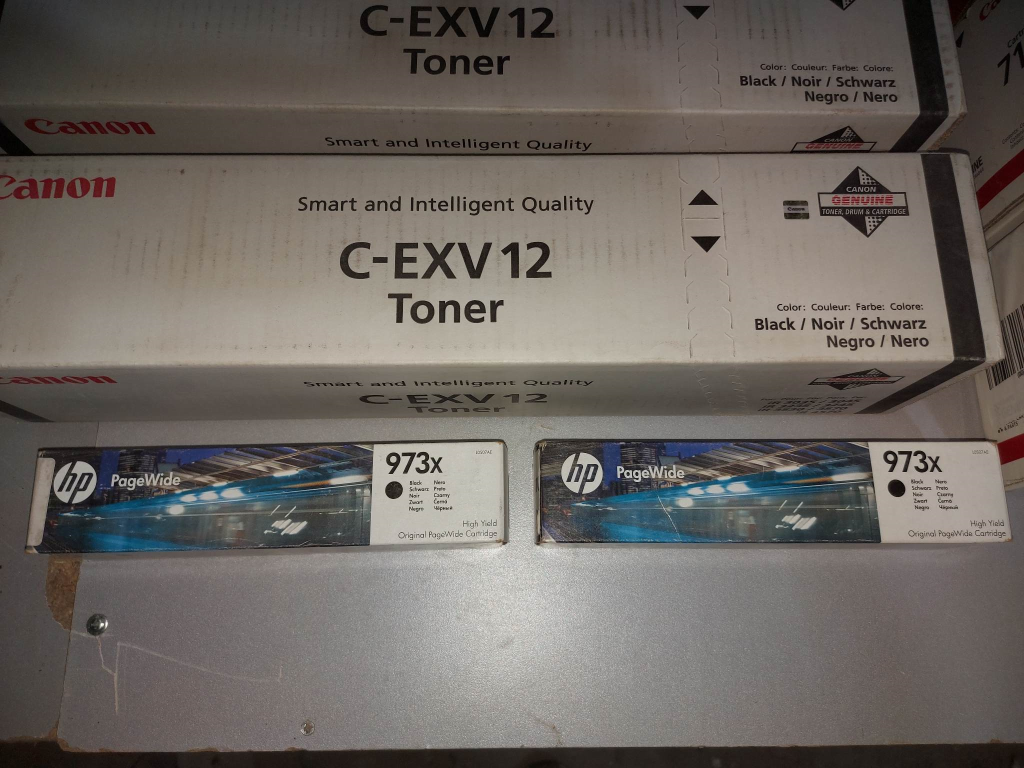 C-EXV 12
Toner
Color: Couleur: Farbe: Colore:
Black / Noir / Schwarz
Negro / Nero
Canon
Smart and Intelligent Quality
GENUINE
71
Canon
Smart and Intelligent Quality
C-EXV 12
Toner
Canon
CANON
GENUINE
TONER, DRUM & CARTRIDGE
Color: Couleur: Farbe: Colore:
Black / Noir / Schwarz
Negro / Nero
Canon
Smart and Intelligent Quality
C-EXV 12
Toner
hp
PageWide
973x
Black Nero
Schwarz Preto
Noir Czarny
Zwart Černá
Negro Чёрный
High Yield
Original PageWide Cartridge
hp
PageWide
973x
Black Nero
Schwarz Preto
Noir Czarny
Zwart Černá
Negro Чёрный
High Yield
Original PageWide Cartridge